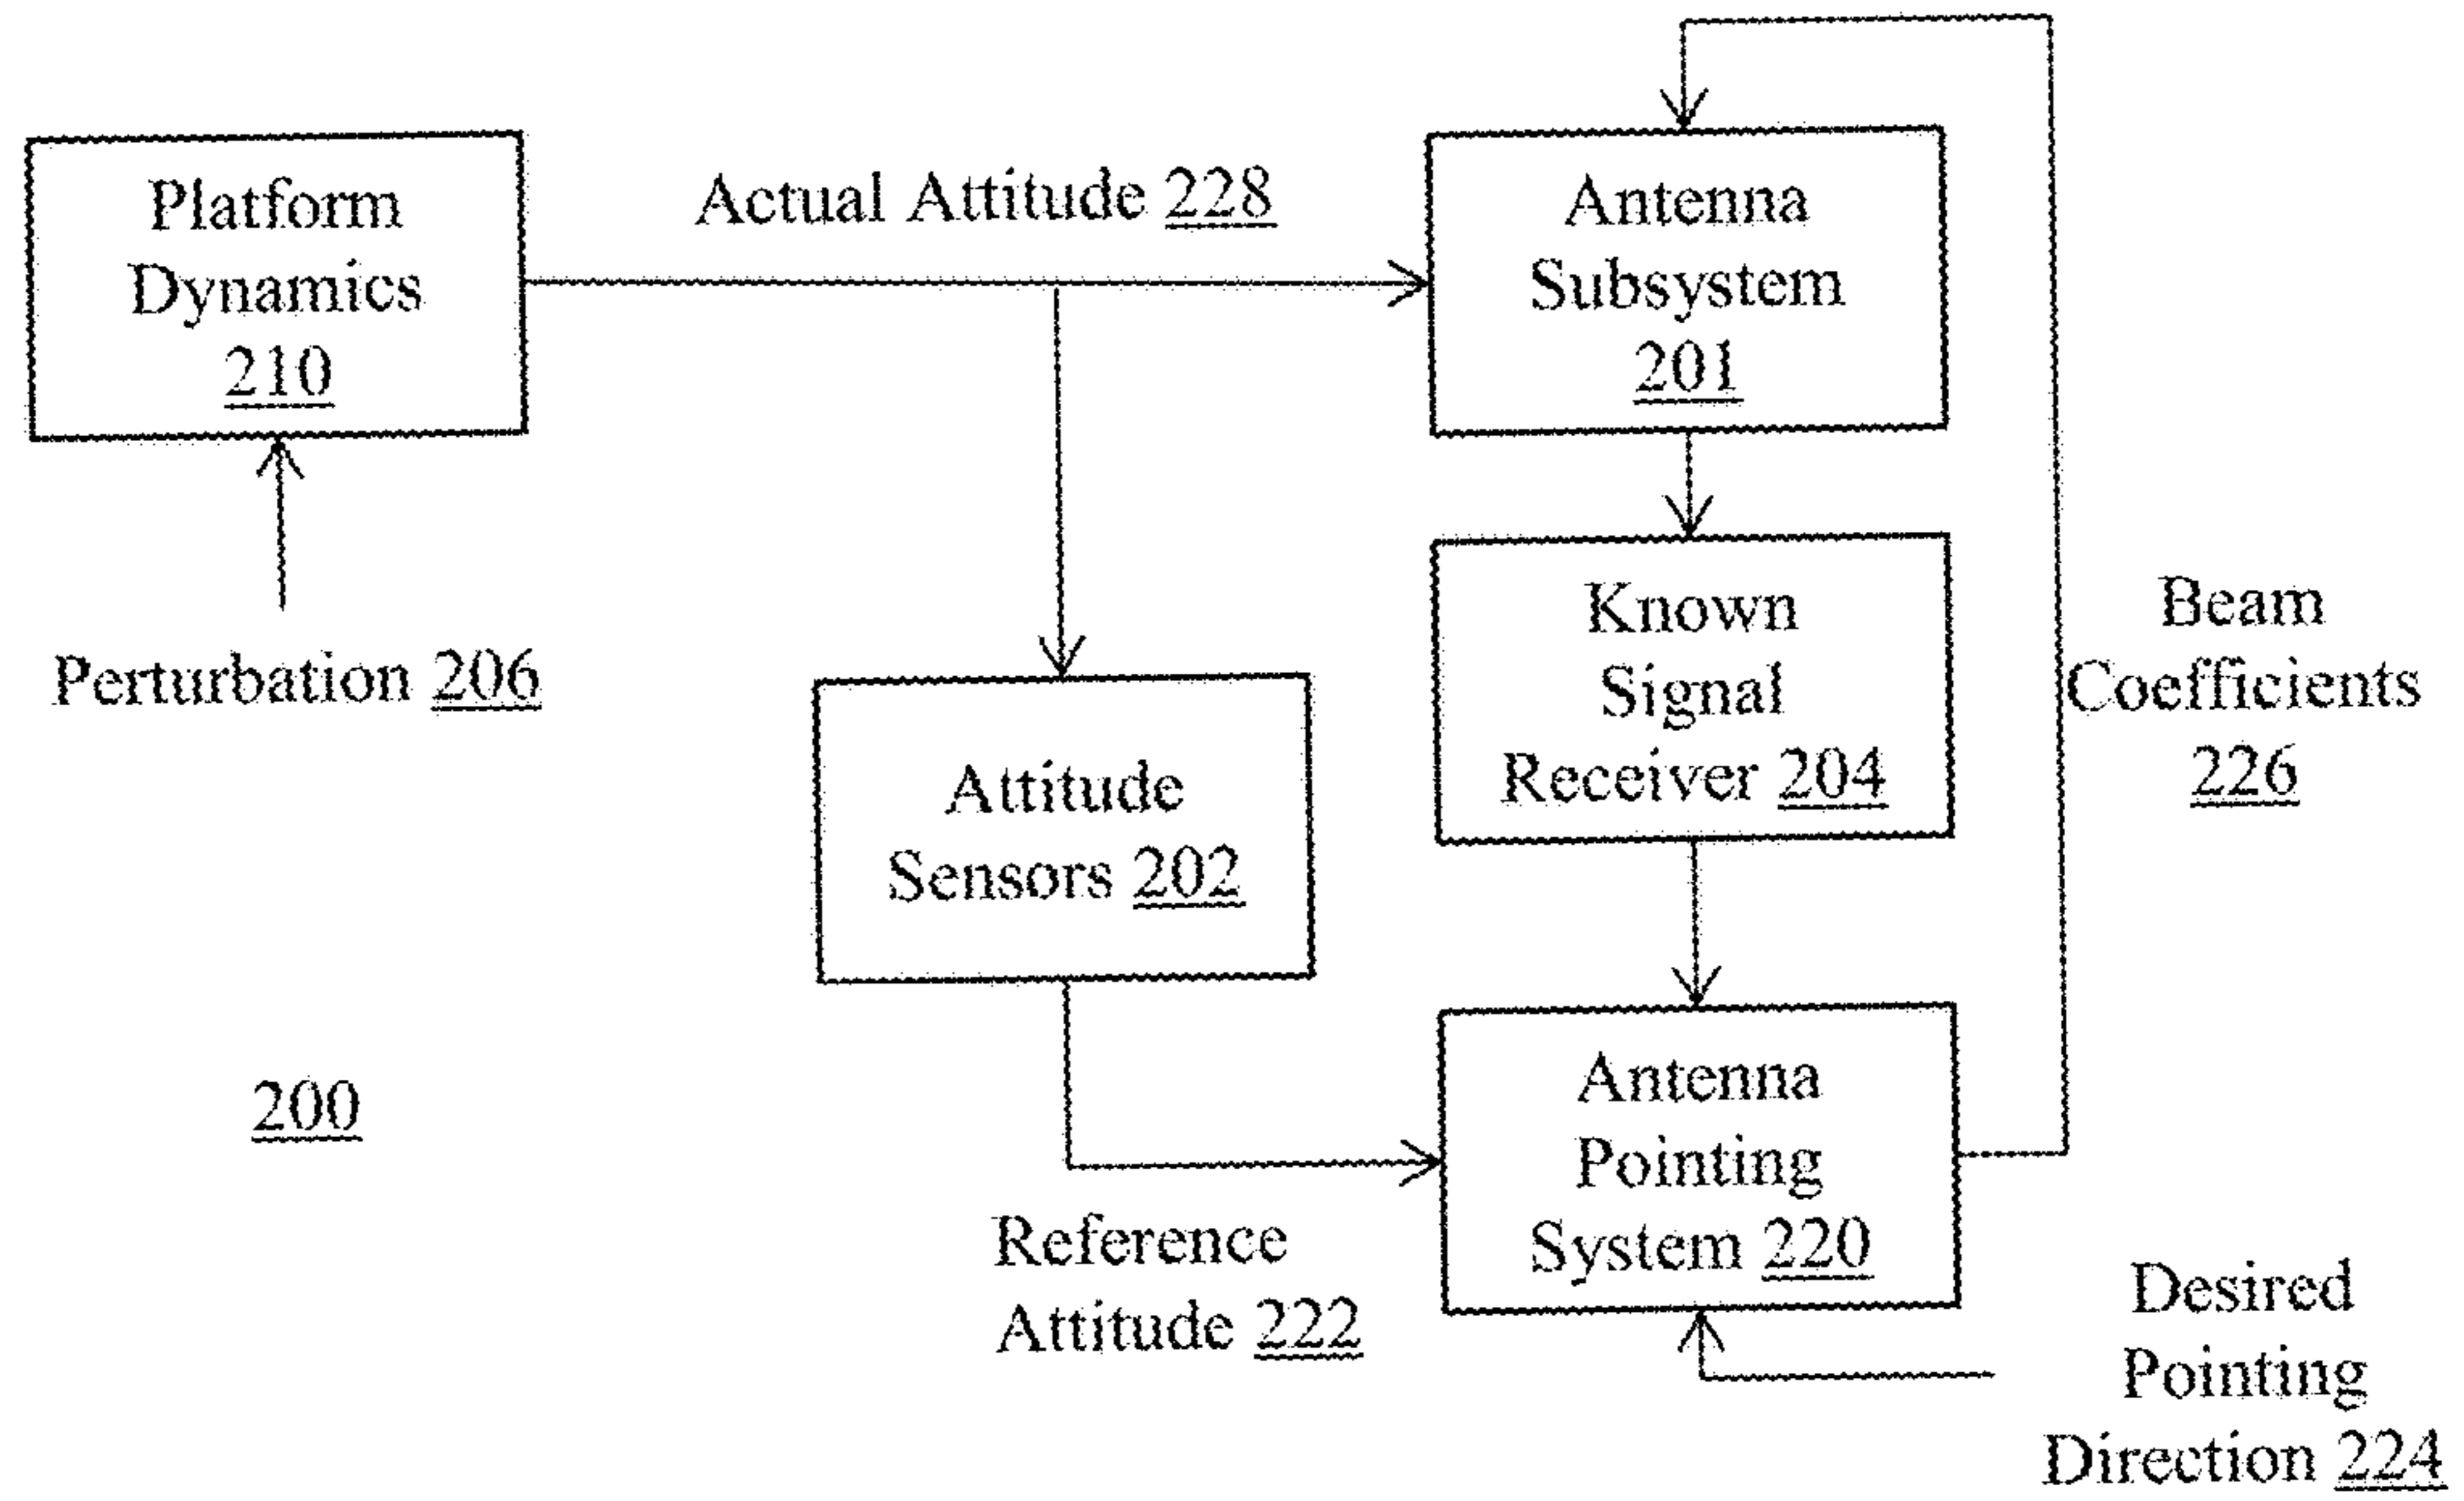 Platform
Dynamics
210
Actual Attitude 228
Antenna
Subsystem
201
Perturbation 206
Known
Signal
Receiver 204
Beam
Coefficients
226
Attitude
Sensors 202
200
Antenna
Pointing
System 220
Reference
Attitude 222
Desired
Pointing
Direction 224